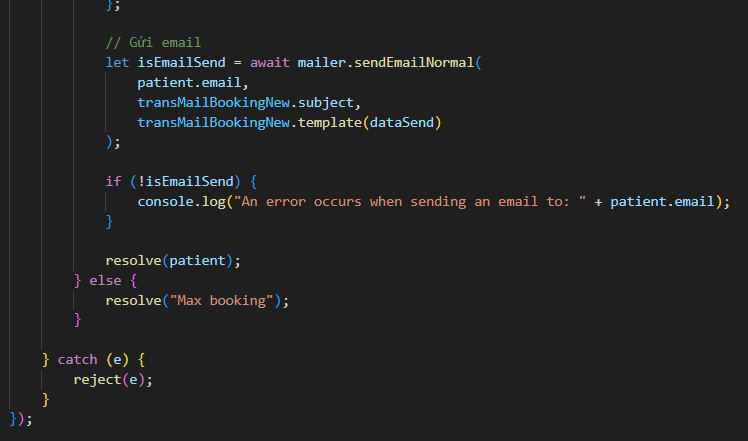 };
// Gửi email
let isEmailSend = await mailer.sendEmailNormal(
patient.email,
transMailBookingNew.subject,
transMailBookingNew.template(dataSend)
);
if (!isEmailSend) {
console.log("An error occurs when sending an email to: " + patient.email);
}
resolve(patient);
} else {
resolve("Max booking");
}
} catch (e) {
reject(e);
}
});